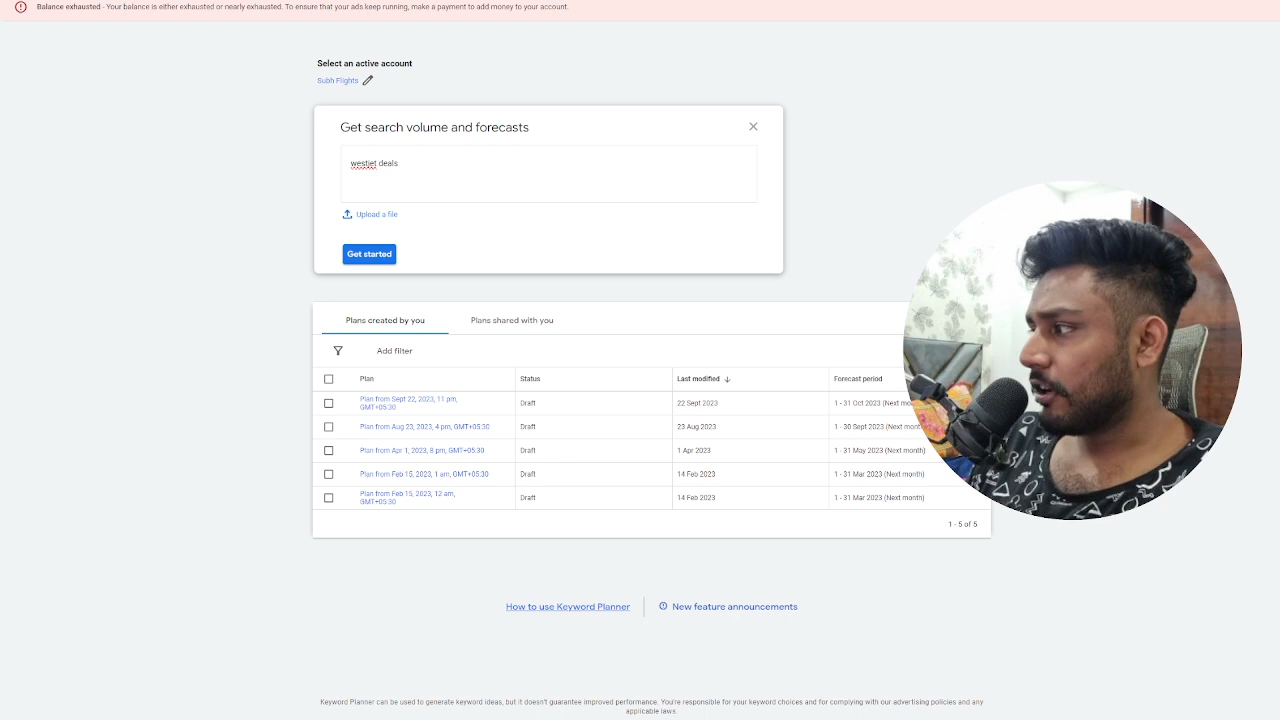 Balance exhausted - Your balance is either exhausted or nearly exhausted. To ensure that your ads keep running, make a payment to add money to your account.
Select an active account
Subh Flights
Get search volume and forecasts
westjet deals
Upload a file
Get started
Plans created by you
Plans shared with you
Add filter
Plan Status Last modified Forecast period
Plan from Sept 22, 2023, 11 pm,
GMT+05:30
Draft 22 Sept 2023 1 - 31 Oct 2023 (Next
Plan from Aug 23, 2023, 4 pm, GMT+05:30 Draft 23 Aug 2023 1 - 30 Sept 2023 (Next
Plan from Apr 1, 2023, 8 pm, GMT+05:30 Draft 1 Apr 2023 1 - 31 May 2023 (Next month)
Plan from Feb 15, 2023, 1 am, GMT+05:30 Draft 14 Feb 2023 1 - 31 Mar 2023 (Next month)
Plan from Feb 15, 2023, 12 am,
GMT+05:30
Draft 14 Feb 2023 1 - 31 Mar 2023 (Next month)
1 - 5 of 5
How to use Keyword Planner
New feature announcements
Keyword Planner can be used to generate keyword ideas, but it doesn't guarantee improved performance. You're responsible for your keyword choices and for complying with our advertising policies and any
applicable laws.